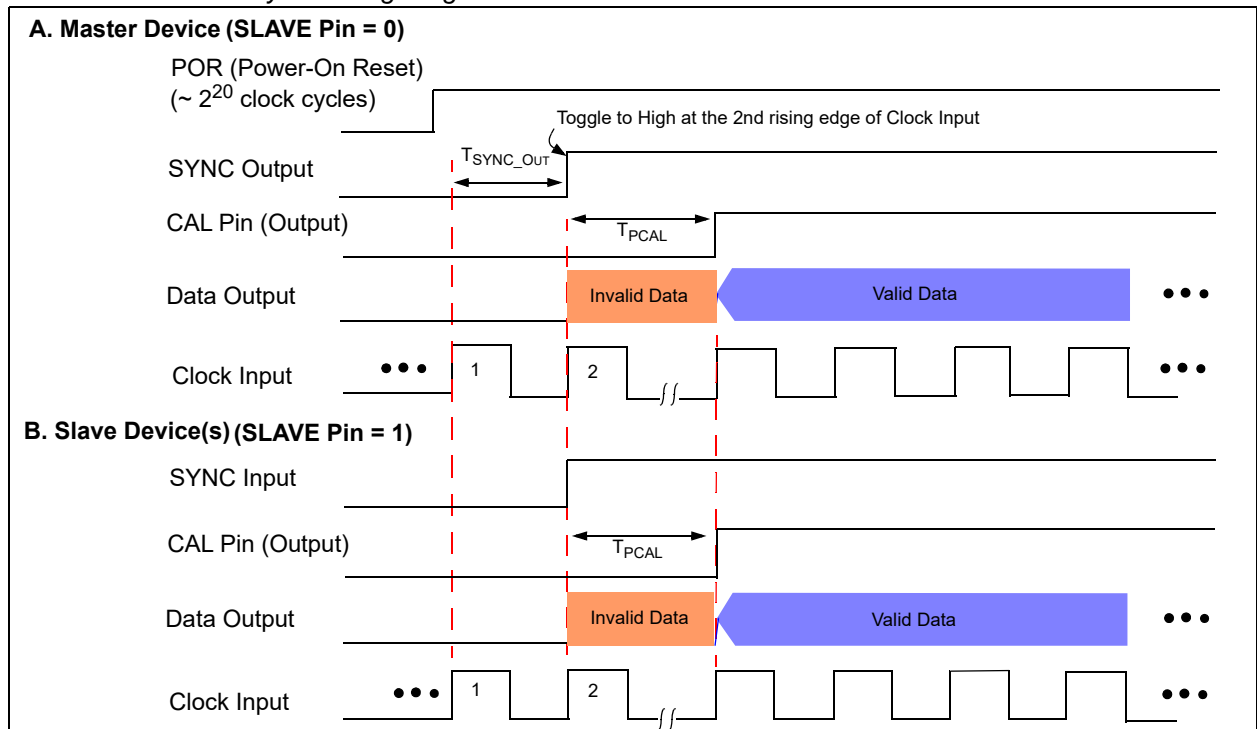 A. Master Device (SLAVE Pin = 0)
POR (Power-On Reset)
(~ 2^20 clock cycles)
Toggle to High at the 2nd rising edge of Clock Input
SYNC Output
T_SYNC_OUT
CAL Pin (Output)
T_PCAL
Data Output
Invalid Data
Valid Data
•••
Clock Input
•••
1
2
•••
B. Slave Device(s) (SLAVE Pin = 1)
SYNC Input
CAL Pin (Output)
T_PCAL
Data Output
Invalid Data
Valid Data
•••
Clock Input
•••
1
2
•••